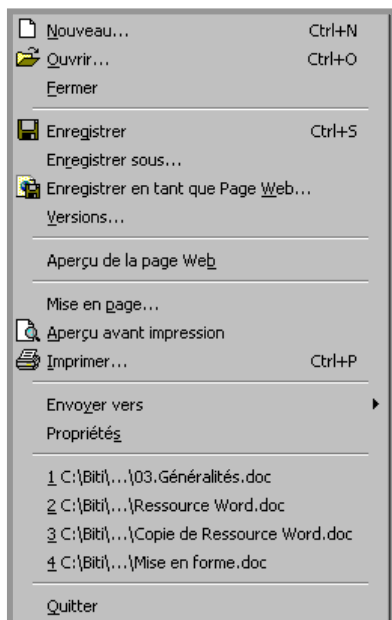 Nouveau... Ctrl+N
Ouvrir... Ctrl+O
Fermer
Enregistrer Ctrl+S
Enregistrer sous...
Enregistrer en tant que Page Web...
Versions...
Aperçu de la page Web
Mise en page...
Aperçu avant impression
Imprimer... Ctrl+P
Envoyer vers
Propriétés
1 C:\Biti\...\03.Généralités.doc
2 C:\Biti\...\Ressource Word.doc
3 C:\Biti\...\Copie de Ressource Word.doc
4 C:\Biti\...\Mise en forme.doc
Quitter